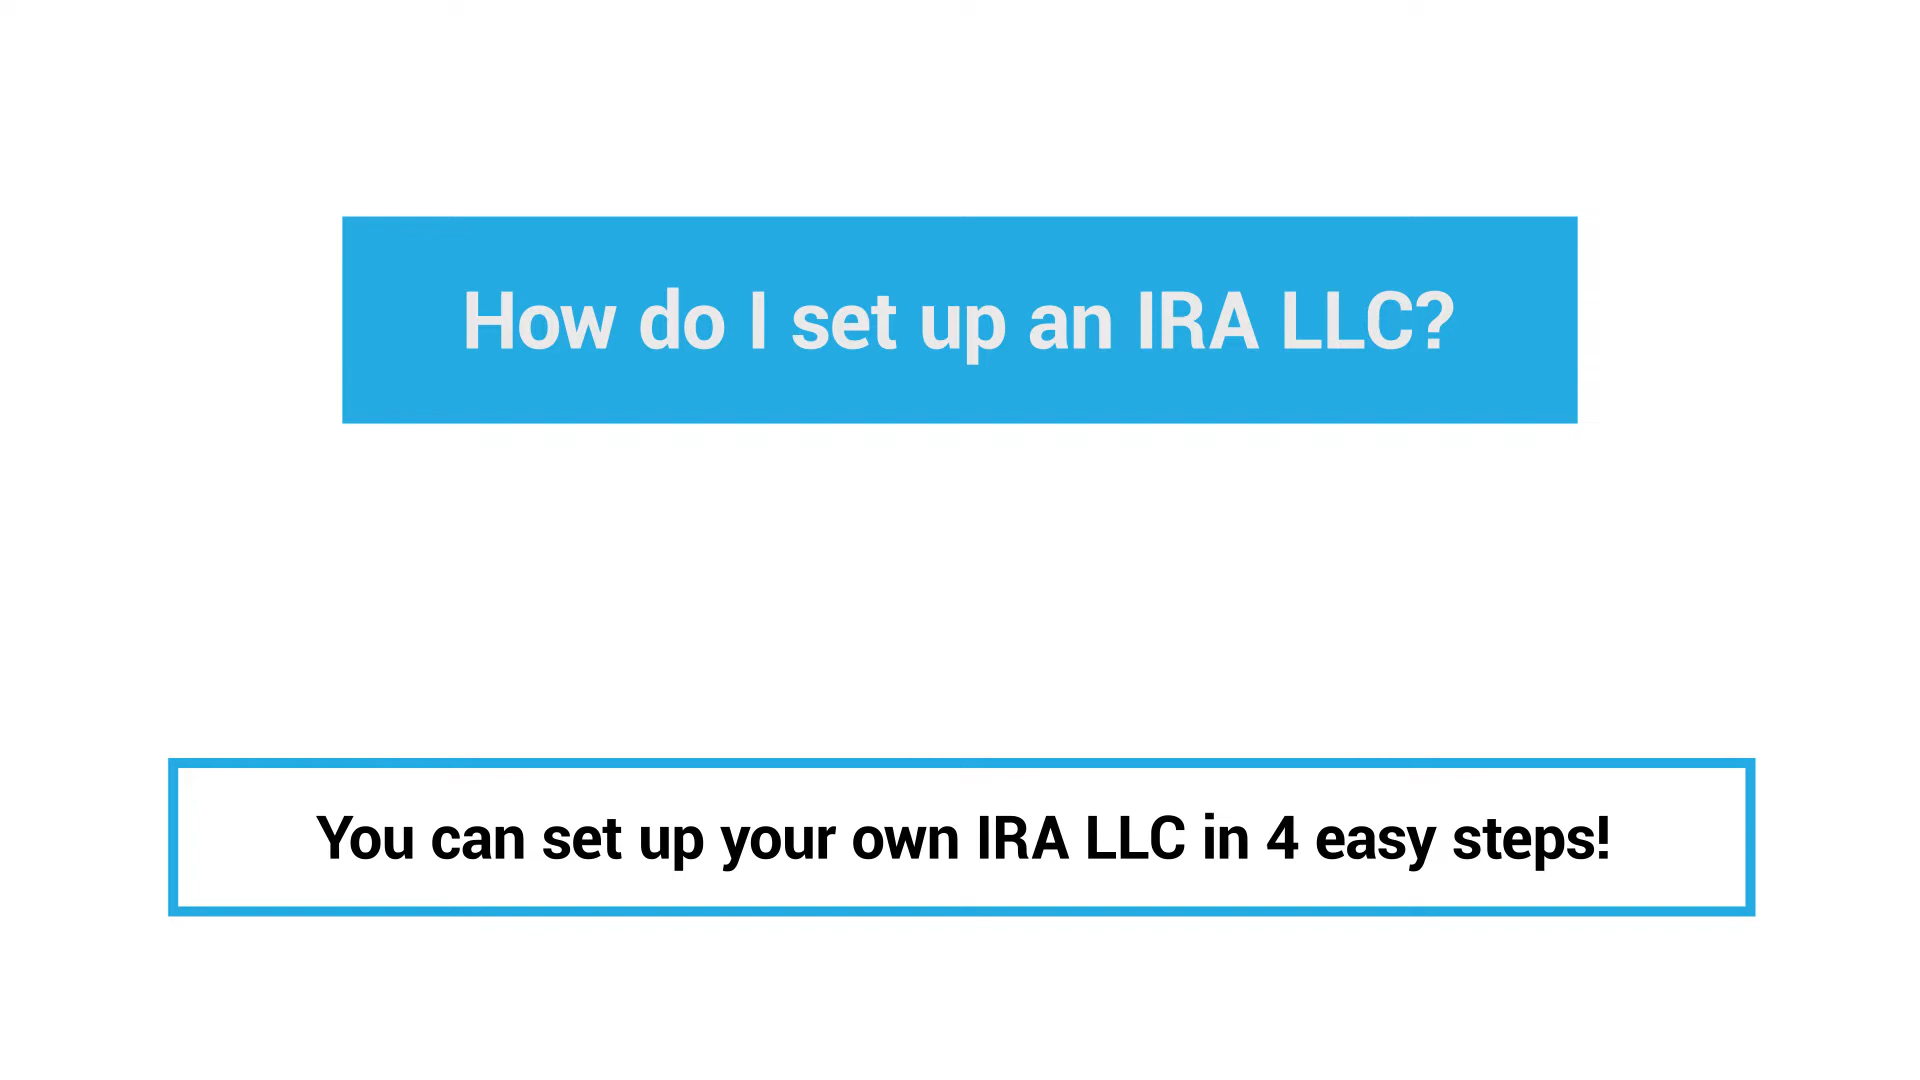 How do I set up an IRA LLC?
You can set up your own IRA LLC in 4 easy steps!